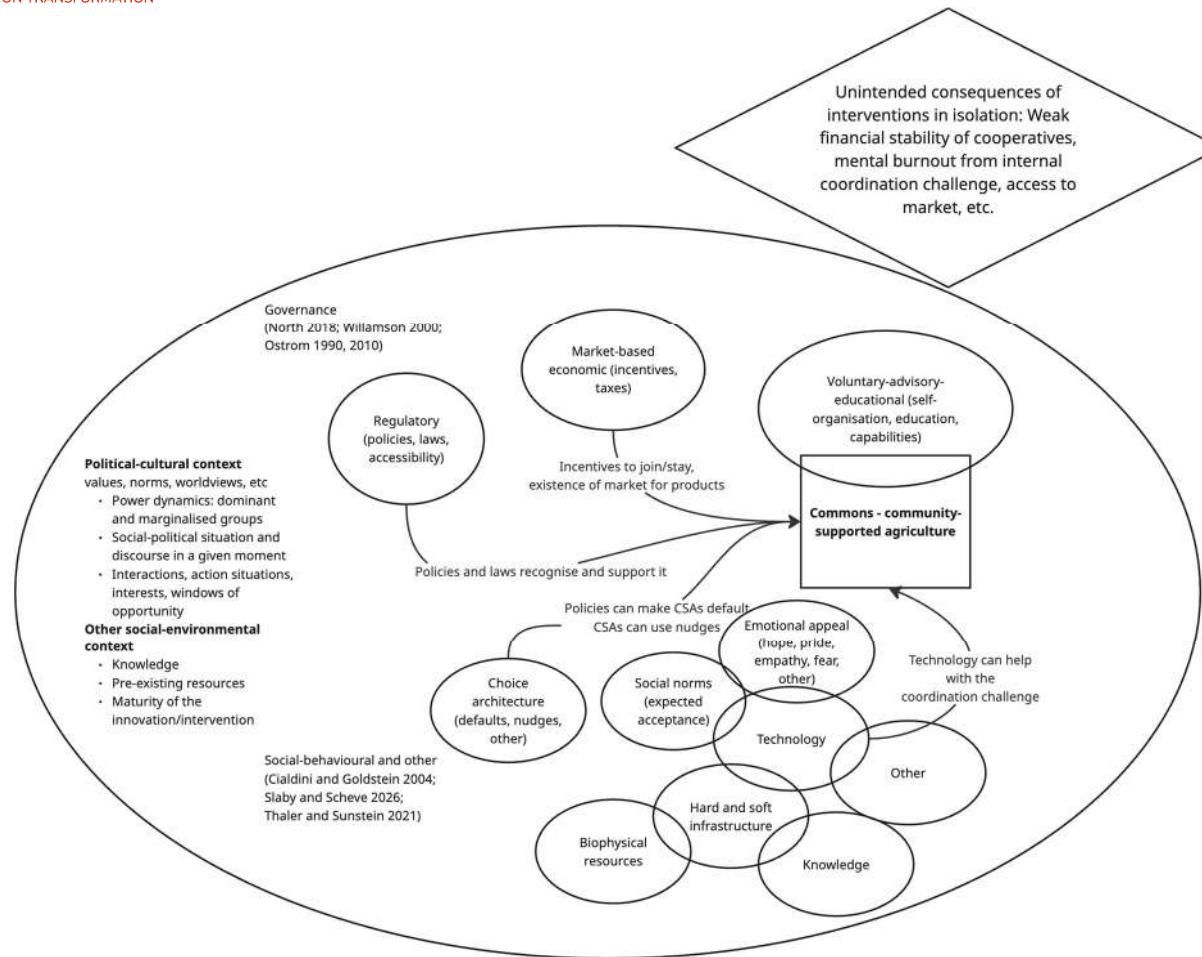 ON TRANSFORMATION
Unintended consequences of
interventions in isolation: Weak
financial stability of cooperatives,
mental burnout from internal
coordination challenge, access to
market, etc.
Governance
(North 2018; Willamson 2000;
Ostrom 1990, 2010)
Market-based
economic (incentives,
taxes)
Voluntary-advisory-
educational (self-
organisation, education,
capabilities)
Regulatory
(policies, laws,
accessibility)
Incentives to join/stay,
existence of market for products
Political-cultural context
values, norms, worldviews, etc
• Power dynamics: dominant
and marginalised groups
• Social-political situation and
discourse in a given moment
• Interactions, action situations,
interests, windows of
opportunity
Other social-environmental
context
• Knowledge
• Pre-existing resources
• Maturity of the
innovation/intervention
Commons - community-
supported agriculture
Policies and laws recognise and support it
Policies can make CSAs default
CSAs can use nudges
Emotional appeal
(hope, pride,
empathy, fear,
other)
Technology can help
with the
coordination challenge
Choice
architecture
(defaults, nudges,
other)
Social norms
(expected
acceptance)
Technology
Other
Social-behavioural and other
(Cialdini and Goldstein 2004;
Slaby and Scheve 2026;
Thaler and Sunstein 2021)
Hard and soft
infrastructure
Biophysical
resources
Knowledge